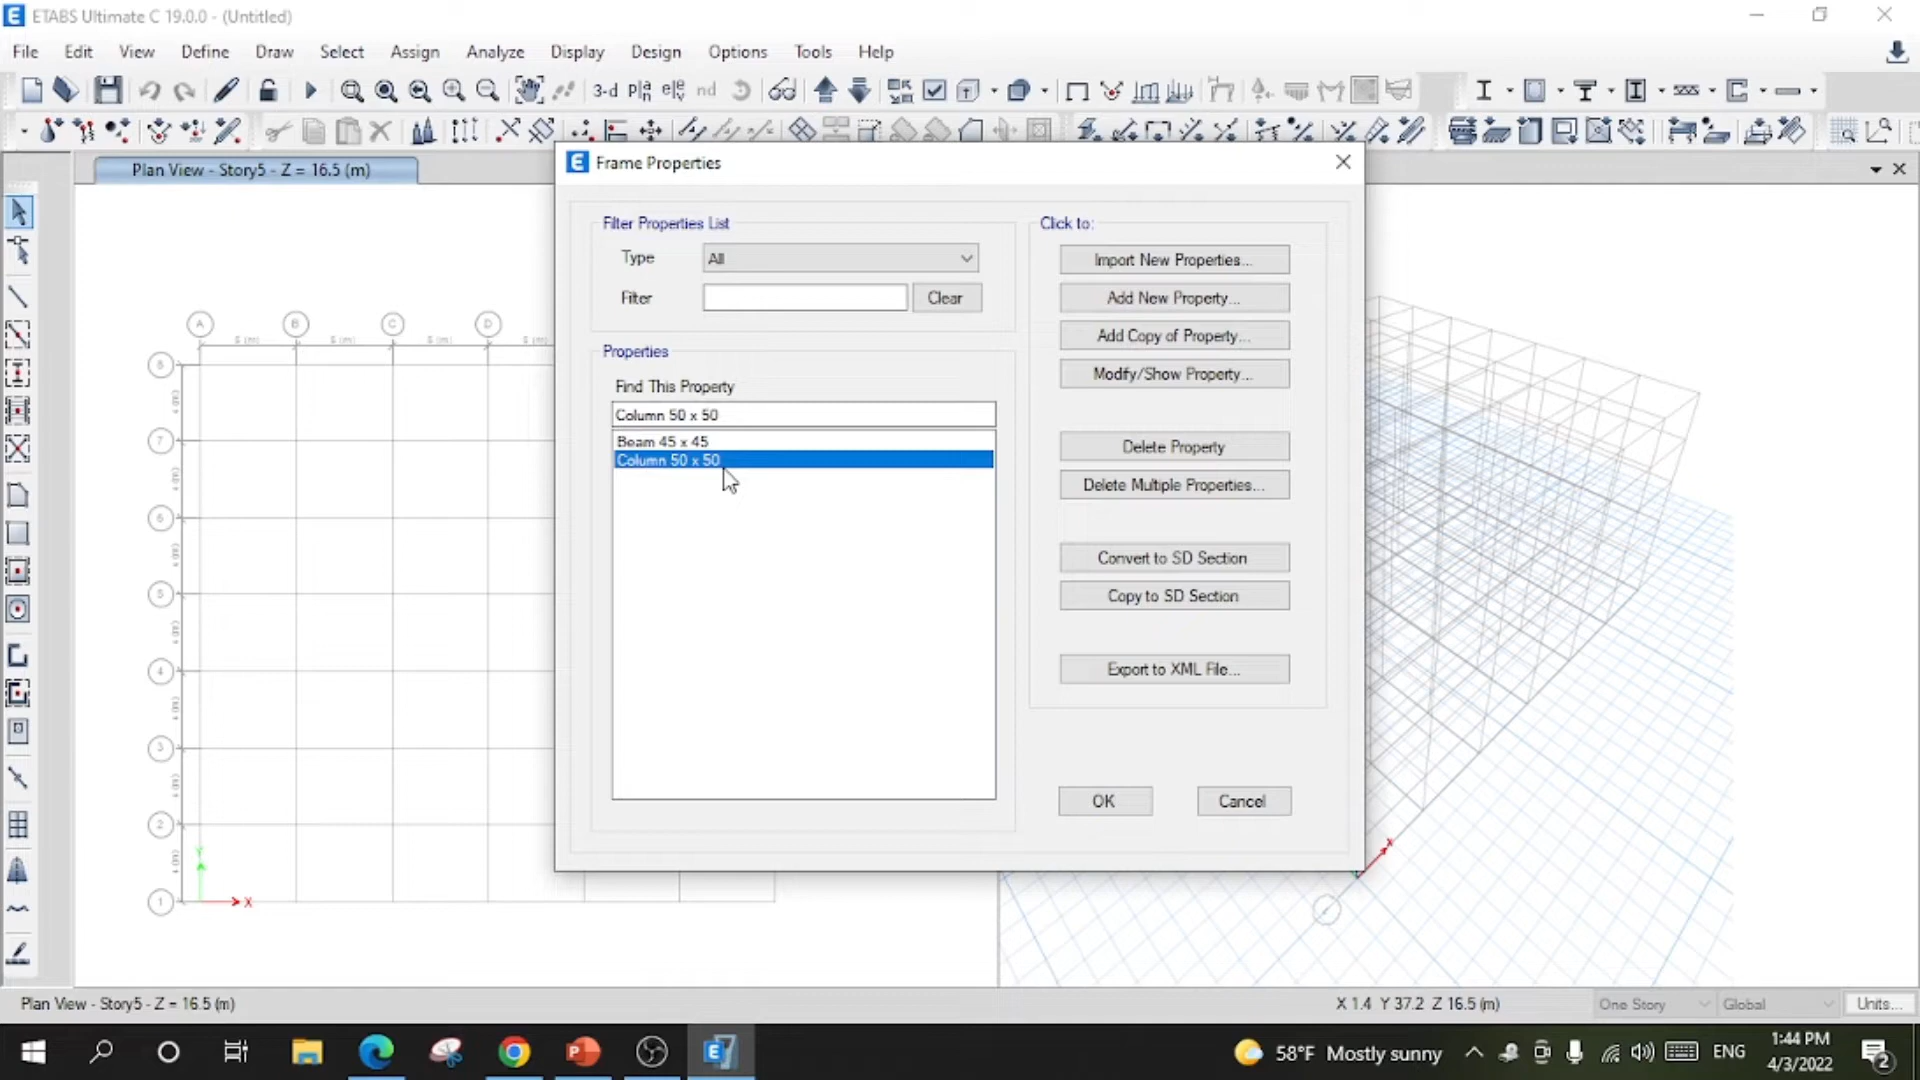 ETABS Ultimate C 19.0.0 - (Untitled)
File Edit View Define Draw Select Assign Analyze Display Design Options Tools Help
3-d
nd
Plan View - Story5 - Z = 16.5 (m)
Frame Properties
Filter Properties List
Type All
Filter Clear
Properties
Find This Property
Column 50 x 50
Beam 45 x 45
Column 50 x 50
Click to:
Import New Properties...
Add New Property...
Add Copy of Property...
Modify/Show Property...
Delete Property
Delete Multiple Properties...
Convert to SD Section
Copy to SD Section
Export to XML File...
OK Cancel
A B C D
7
6
5
4
3
2
1
Y
X
X
Plan View - Story5 - Z = 16.5 (m)
X 1.4 Y 37.2 Z 16.5 (m)
One Story Global Units...
58°F Mostly sunny
ENG
1:44 PM
4/3/2022
2